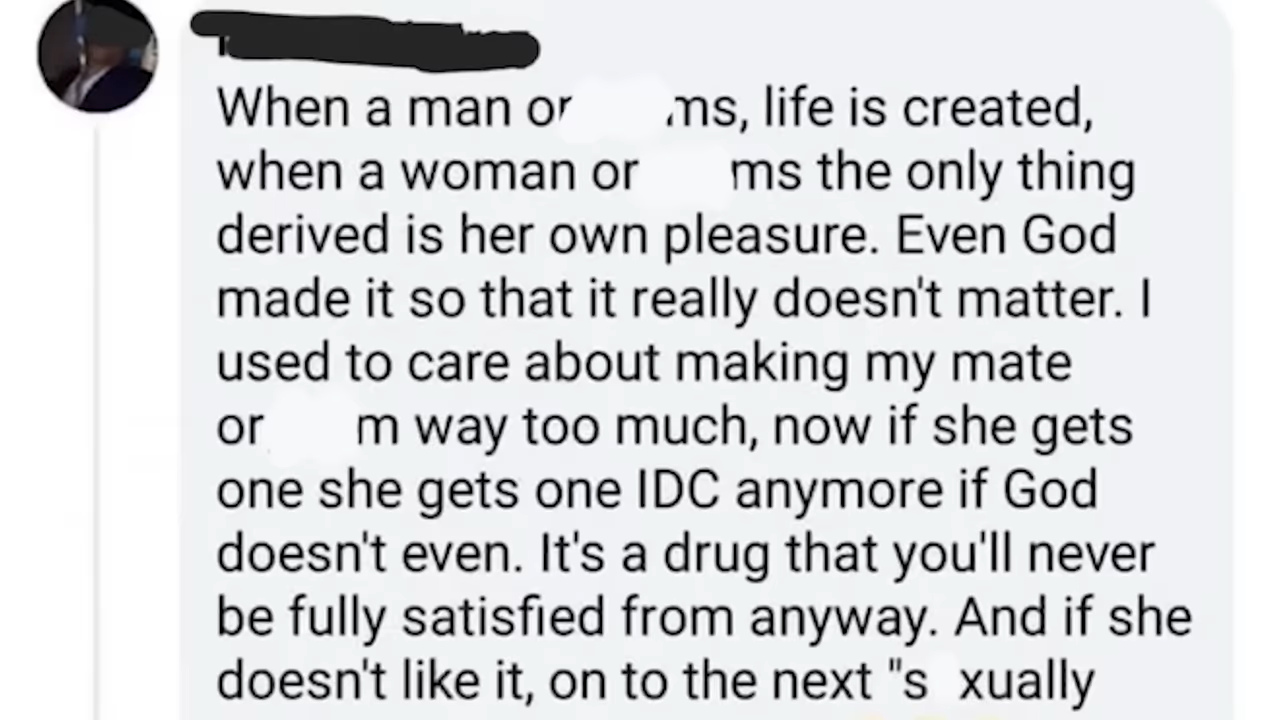 When a man or ms, life is created,
when a woman or ms the only thing
derived is her own pleasure. Even God
made it so that it really doesn't matter. I
used to care about making my mate
or m way too much, now if she gets
one she gets one IDC anymore if God
doesn't even. It's a drug that you'll never
be fully satisfied from anyway. And if she
doesn't like it, on to the next "s xually